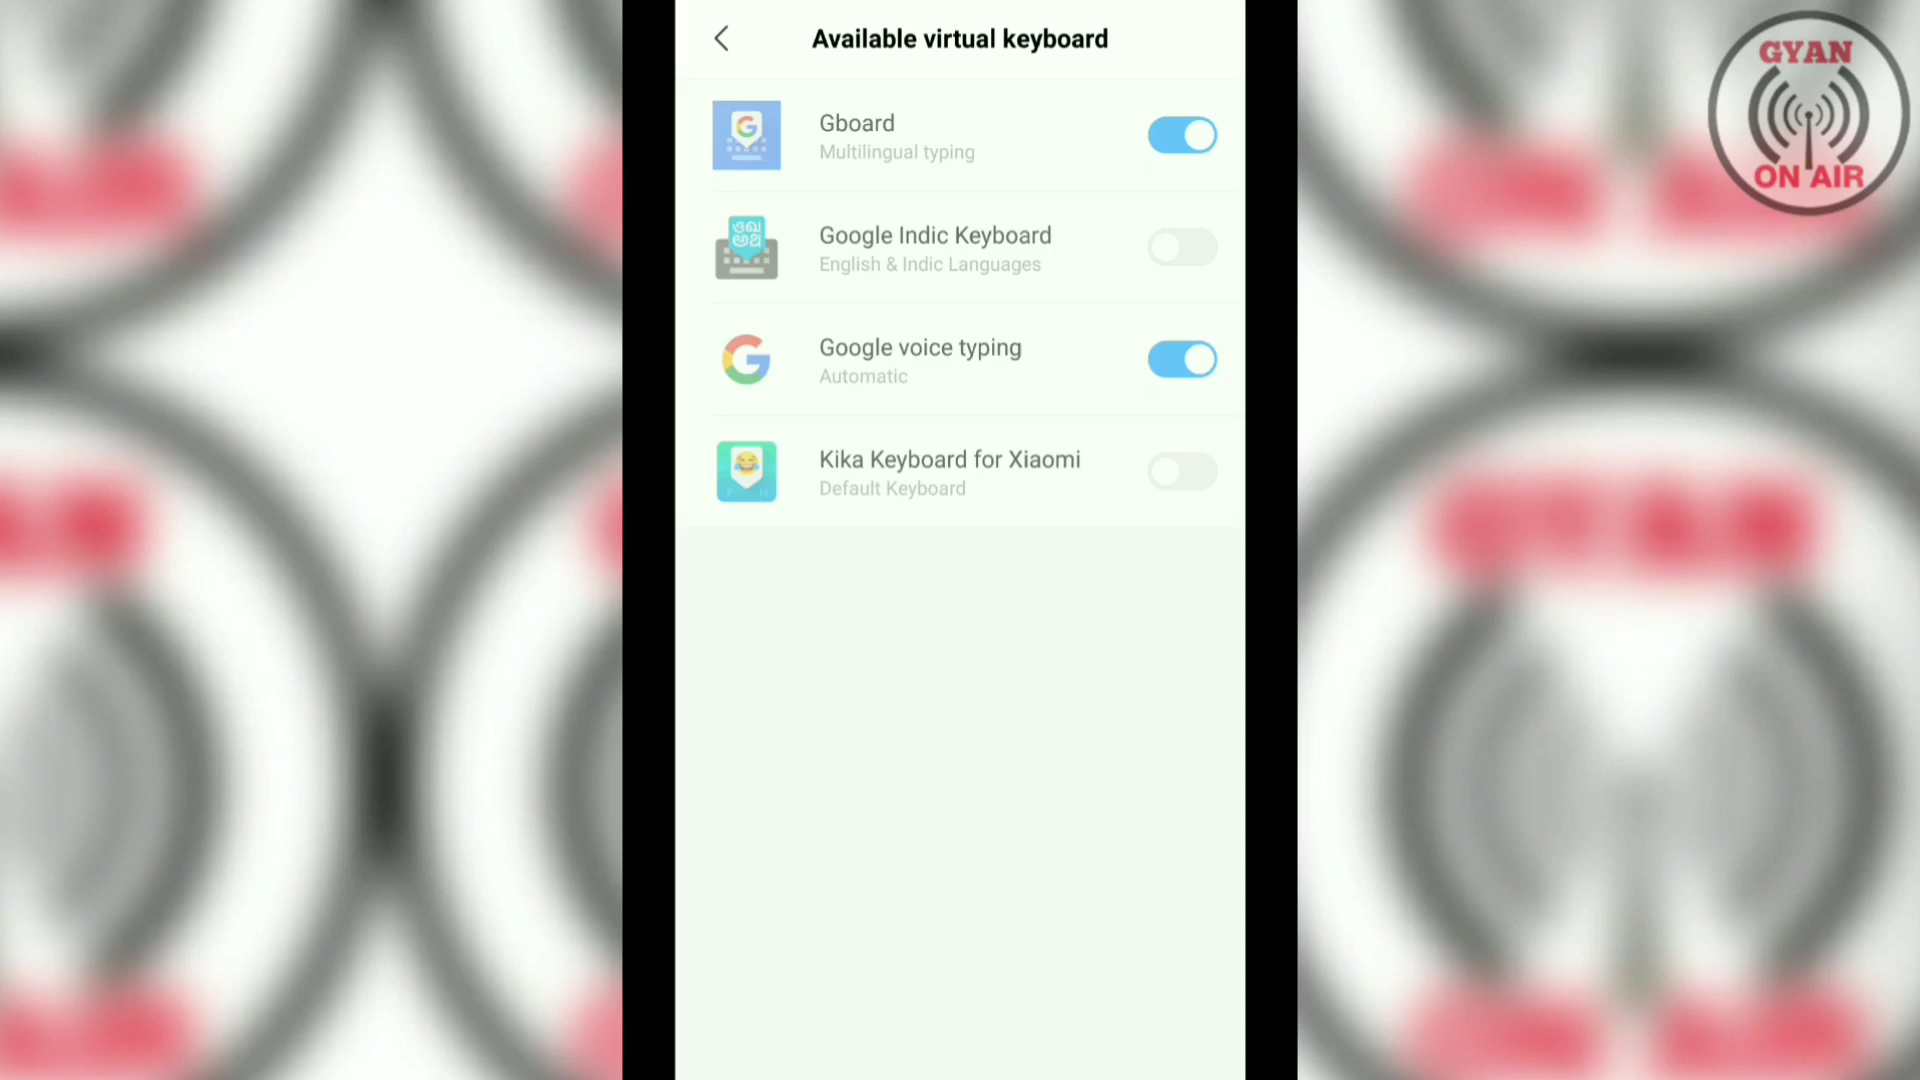 Available virtual keyboard
Gboard
Multilingual typing
Google Indic Keyboard
English & Indic Languages
Google voice typing
Automatic
Kika Keyboard for Xiaomi
Default Keyboard
GYAN
ON AIR